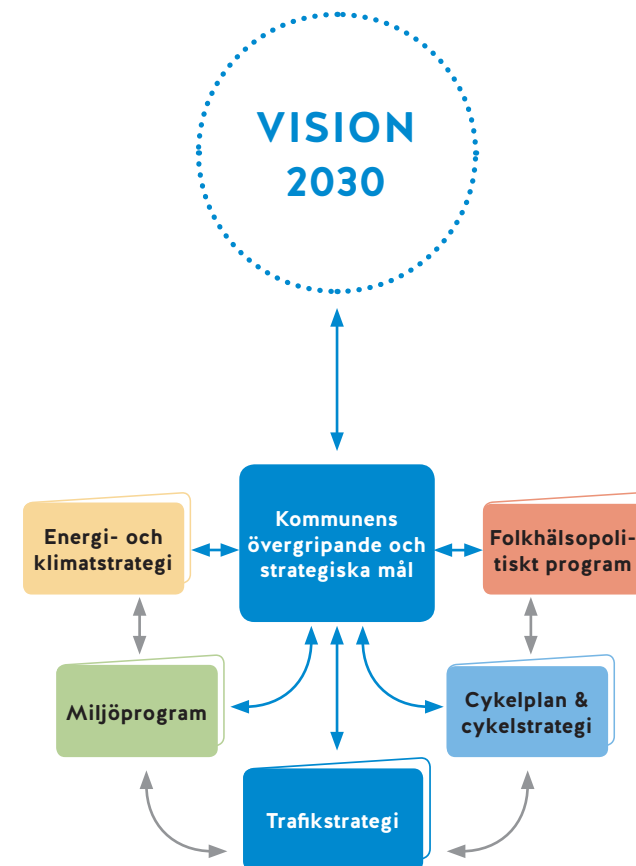 VISION
2030
Kommunens
övergripande och
strategiska mål
Energi- och
klimatstrategi
Folkhälsopoli-
tiskt program
Miljöprogram
Cykelplan &
cykelstrategi
Trafikstrategi